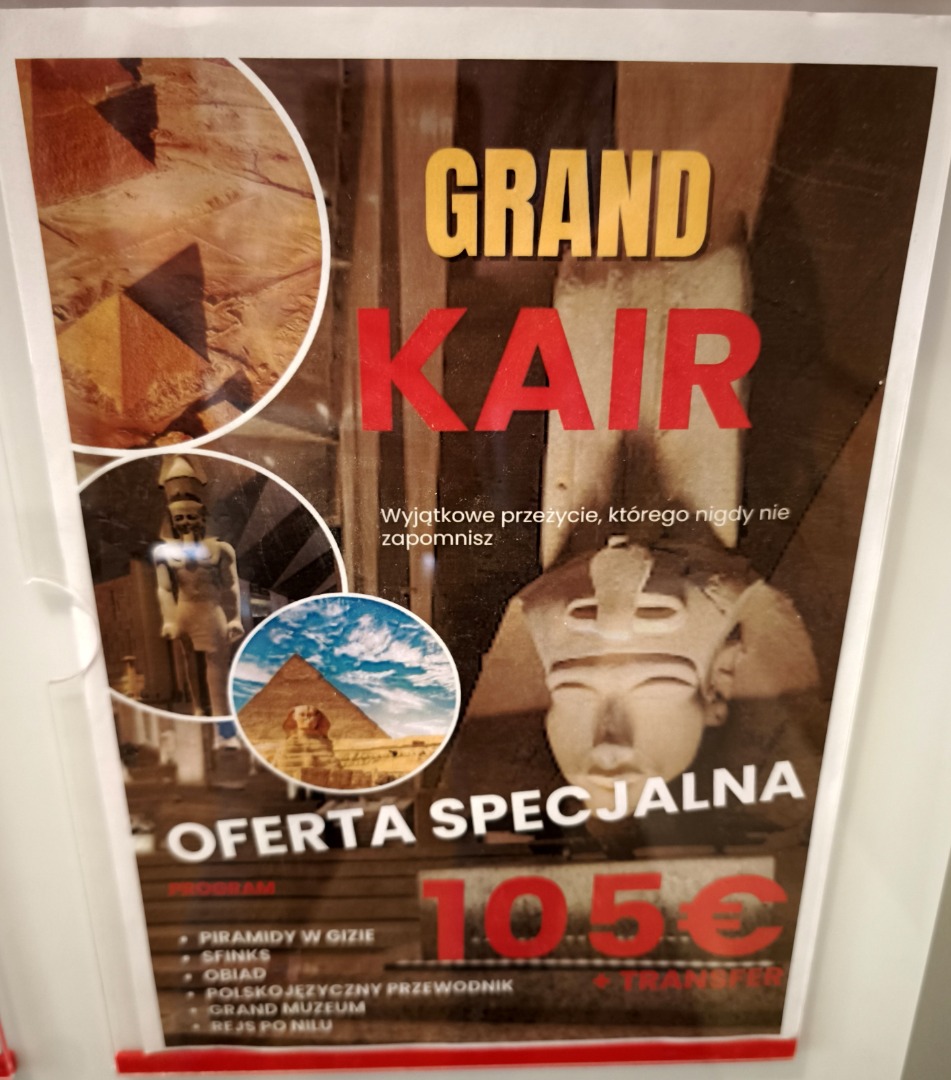 GRAND
KAIR
Wyjątkowe przeżycie, którego nigdy nie
zapomnisz
OFERTA SPECJALNA
PROGRAM
105€
+ TRANSFER
• PIRAMIDY W GIZIE
• SFINKS
• OBIAD
• POLSKOJĘZYCZNY PRZEWODNIK
• GRAND MUZEUM
• REJS PO NILU